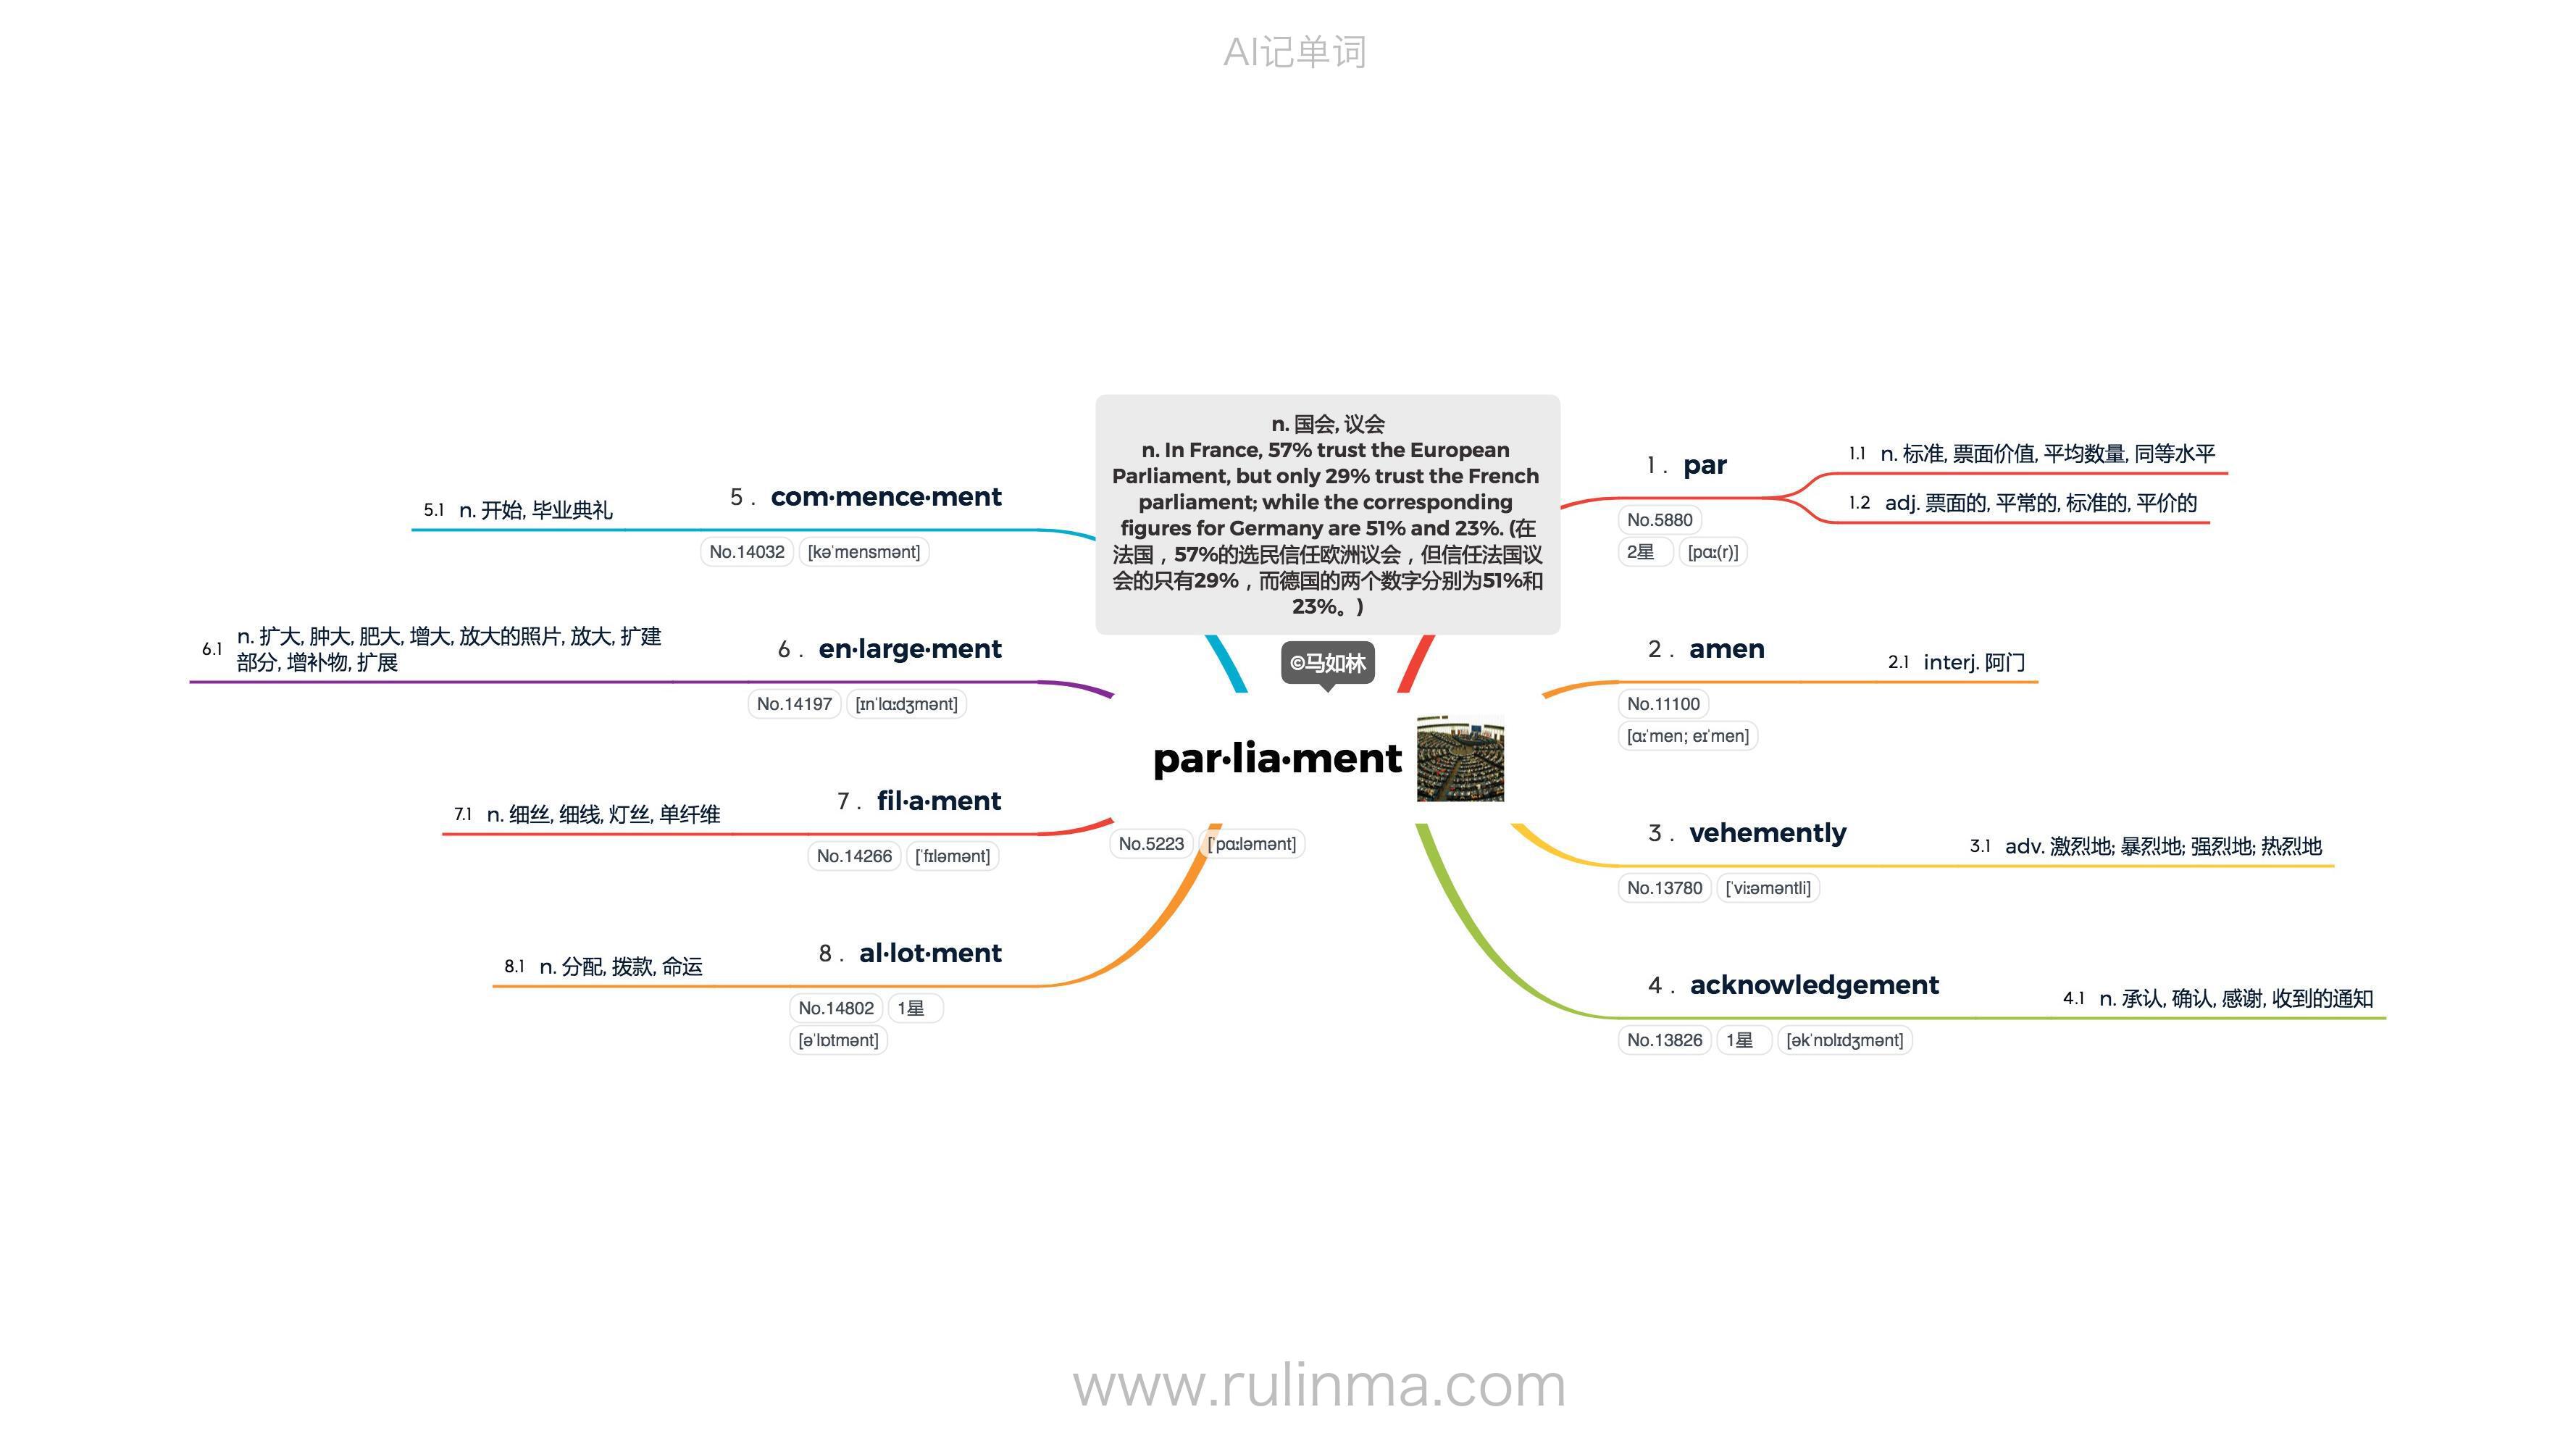 AI记单词
n. 国会, 议会
n. In France, 57% trust the European
Parliament, but only 29% trust the French
parliament; while the corresponding
figures for Germany are 51% and 23%. (在
法国，57%的选民信任欧洲议会，但信任法国议
会的只有29%，而德国的两个数字分别为51%和
23%。)
©马如林
par·lia·ment
No.5223 [ˈpɑːləmənt]
1 . par
No.5880
2星 [pɑː(r)]
1.1 n. 标准, 票面价值, 平均数量, 同等水平
1.2 adj. 票面的, 平常的, 标准的, 平价的
2 . amen
No.11100
[ɑːˈmen; eɪˈmen]
2.1 interj. 阿门
3 . vehemently
No.13780 [ˈviːəməntli]
3.1 adv. 激烈地; 暴烈地; 强烈地; 热烈地
4 . acknowledgement
No.13826 1星 [əkˈnɒlɪdʒmənt]
4.1 n. 承认, 确认, 感谢, 收到的通知
5 . com·mence·ment
No.14032 [kəˈmensmənt]
5.1 n. 开始, 毕业典礼
6 . en·large·ment
No.14197 [ɪnˈlɑːdʒmənt]
6.1 n. 扩大, 肿大, 肥大, 增大, 放大的照片, 放大, 扩建
部分, 增补物, 扩展
7 . fil·a·ment
No.14266 [ˈfɪləmənt]
7.1 n. 细丝, 细线, 灯丝, 单纤维
8 . al·lot·ment
No.14802 1星
[əˈlɒtmənt]
8.1 n. 分配, 拨款, 命运
www.rulinma.com